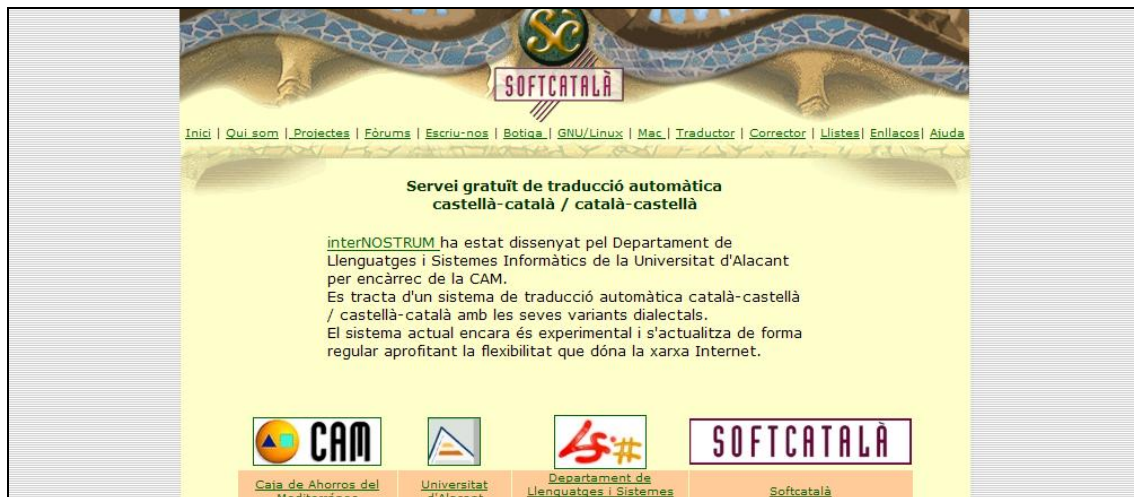 Sc
SOFTCATALÀ
Inici | Qui som | Projectes | Fòrums | Escriu-nos | Botiga | GNU/Linux | Mac | Traductor | Corrector | Llistes| Enllaços| Ajuda
Servei gratuït de traducció automàtica
castellà-català / català-castellà
interNOSTRUM ha estat dissenyat pel Departament de
Llenguatges i Sistemes Informàtics de la Universitat d'Alacant
per encàrrec de la CAM.
Es tracta d'un sistema de traducció automàtica català-castellà
/ castellà-català amb les seves variants dialectals.
El sistema actual encara és experimental i s'actualitza de forma
regular aprofitant la flexibilitat que dóna la xarxa Internet.
CAM
SOFTCATALÀ
Caja de Ahorros del
Mediterráneo
Universitat
d'Alacant
Departament de
Llenguatges i Sistemes
Softcatalà